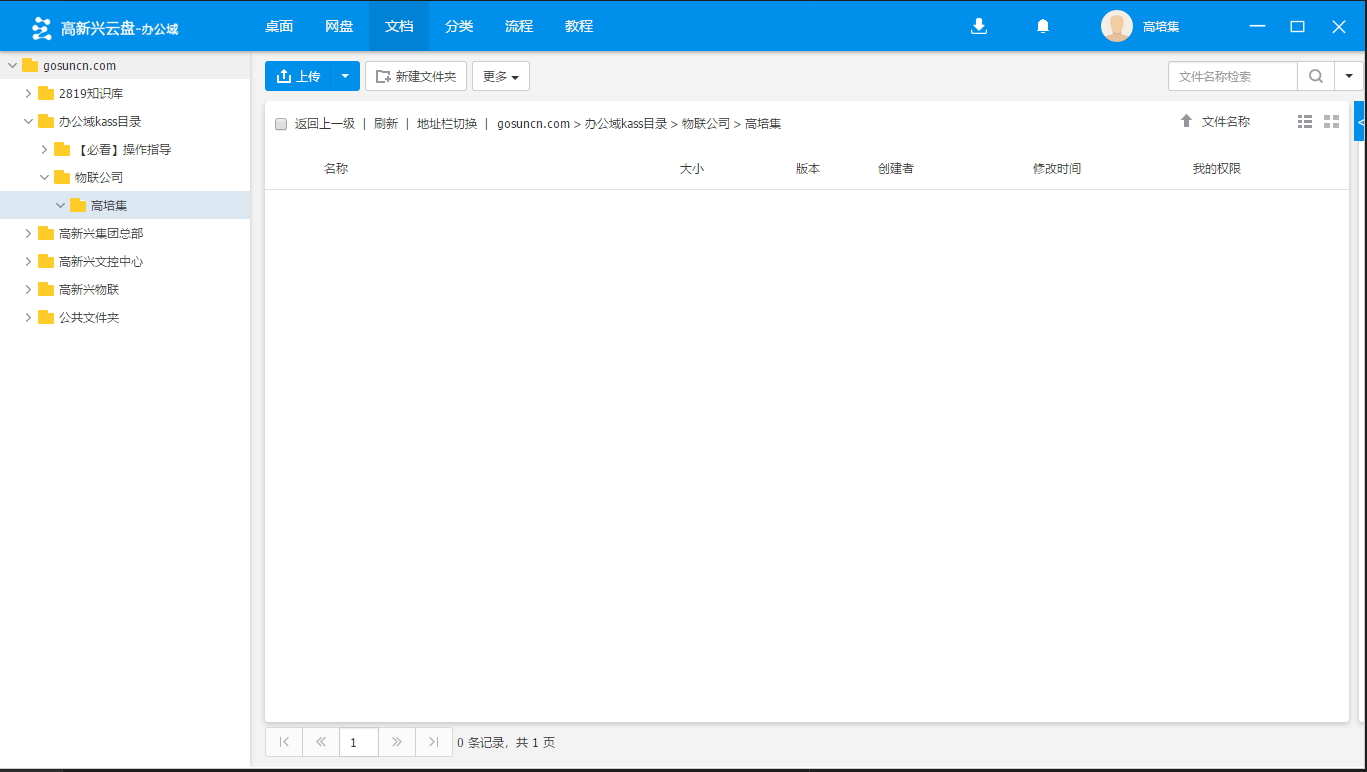 高新兴云盘-办公域 桌面 网盘 文档 分类 流程 教程 高培集
gosuncn.com
2819知识库
办公域kass目录
【必看】操作指导
物联公司
高培集
高新兴集团总部
高新兴文控中心
高新兴物联
公共文件夹
上传 新建文件夹 更多 文件名称检索
返回上一级 | 刷新 | 地址栏切换 | gosuncn.com > 办公域kass目录 > 物联公司 > 高培集 文件名称
名称 大小 版本 创建者 修改时间 我的权限
1 0 条记录，共 1 页